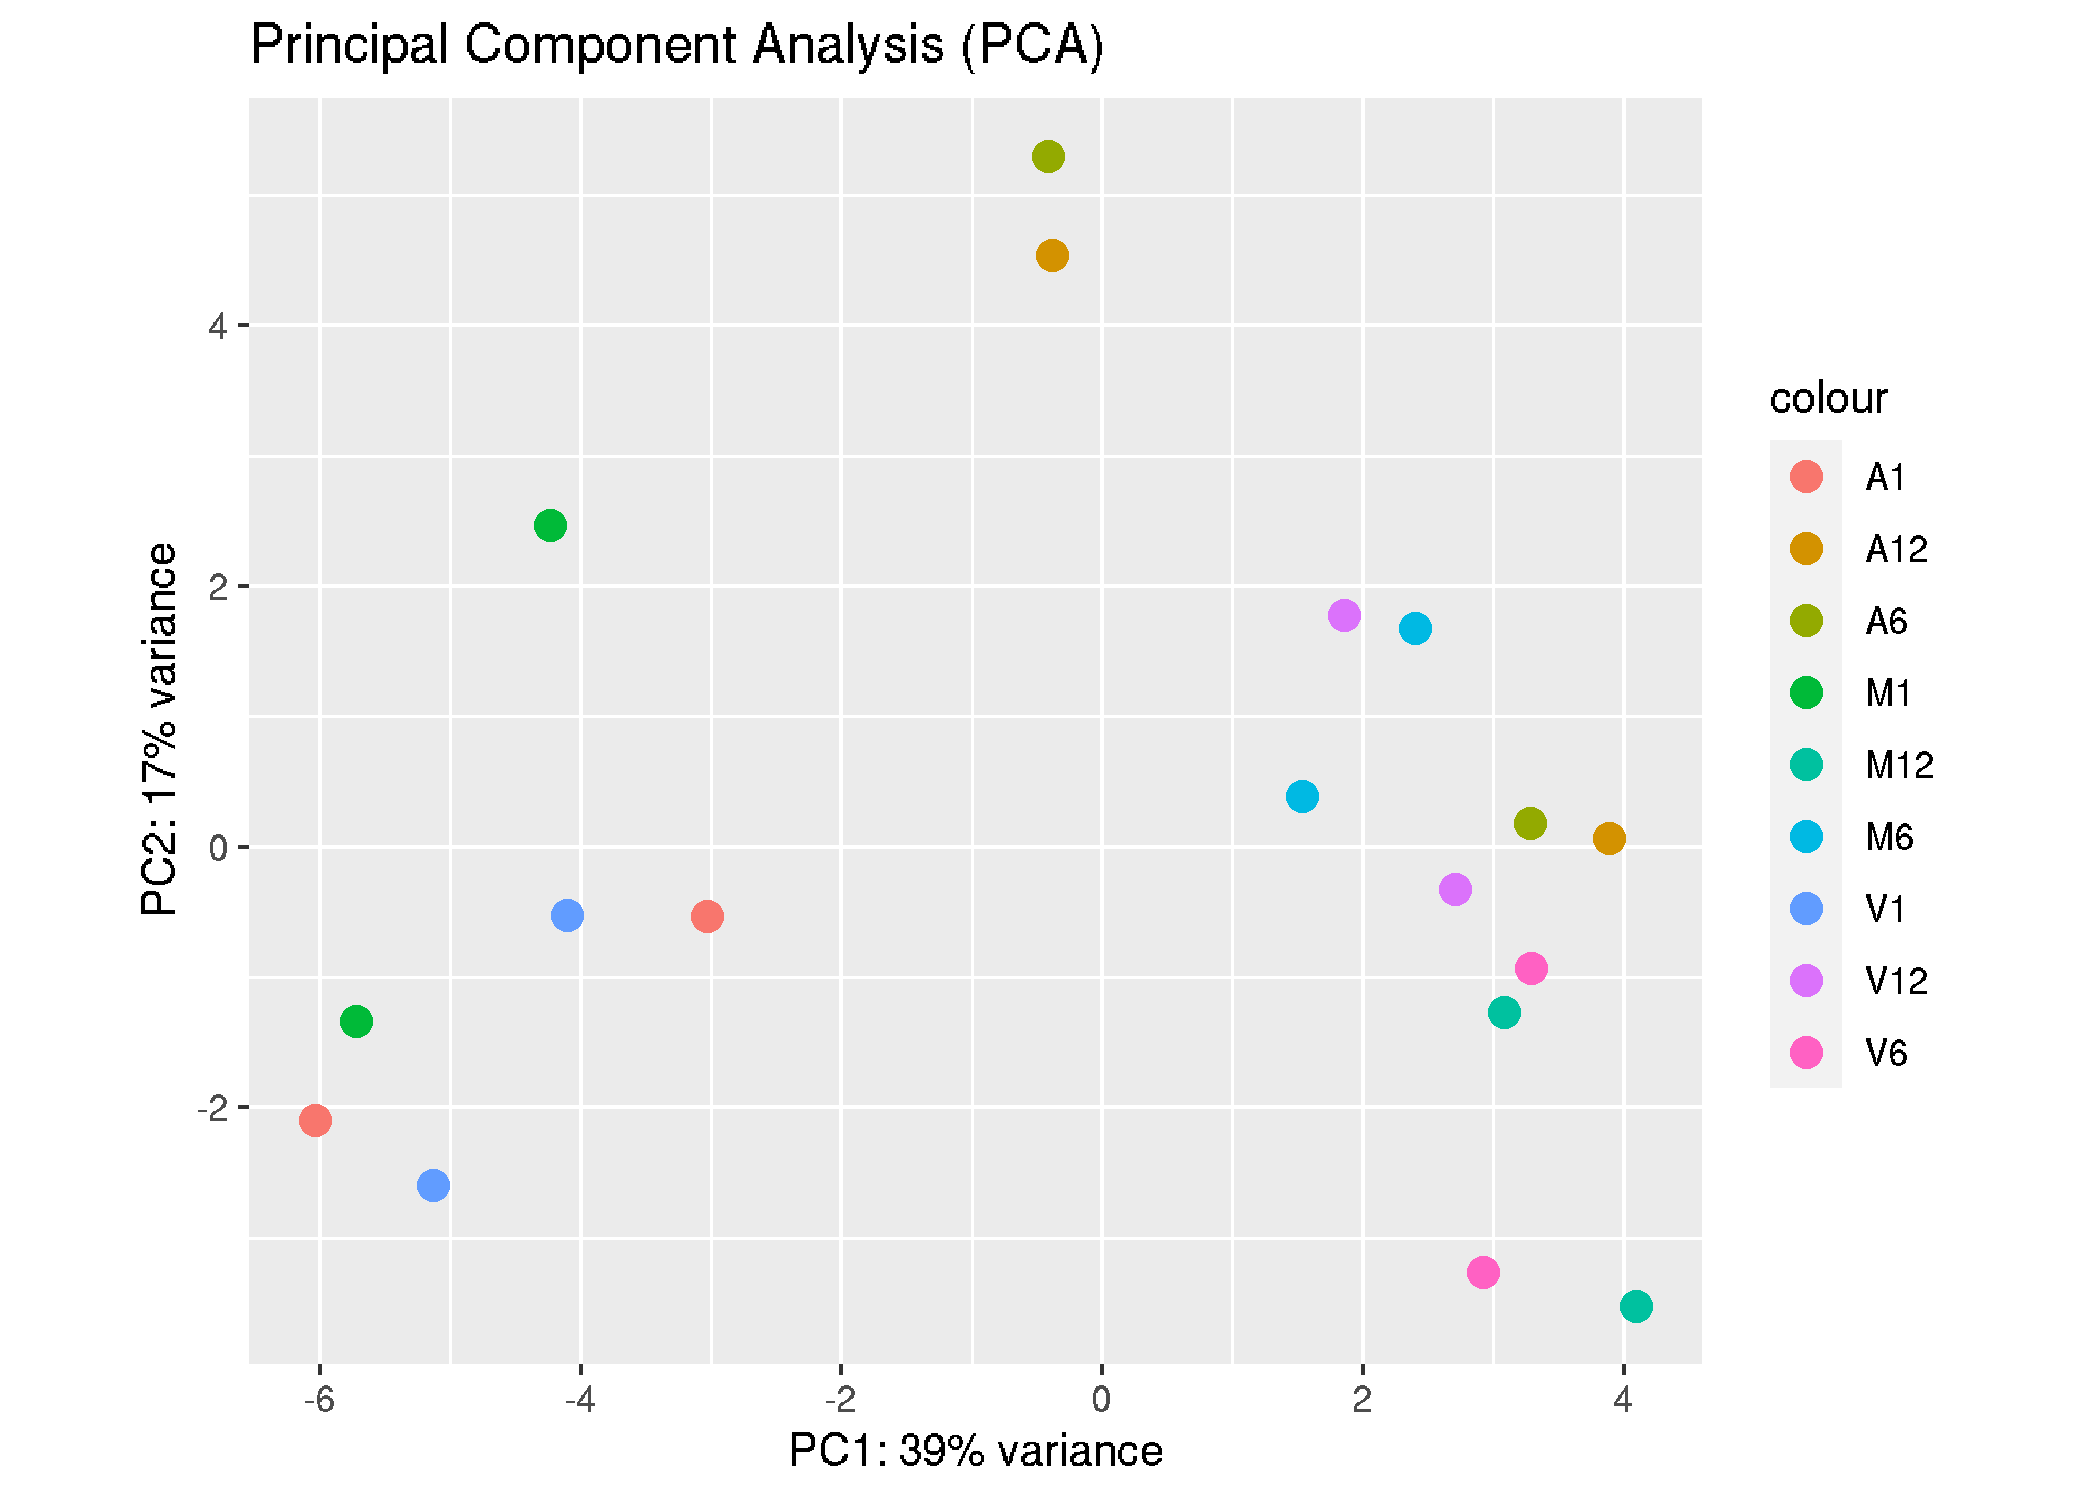 Principal Component Analysis (PCA)
4
2
0
-2
PC2: 17% variance
-6
-4
-2
0
2
4
PC1: 39% variance
colour
A1
A12
A6
M1
M12
M6
V1
V12
V6